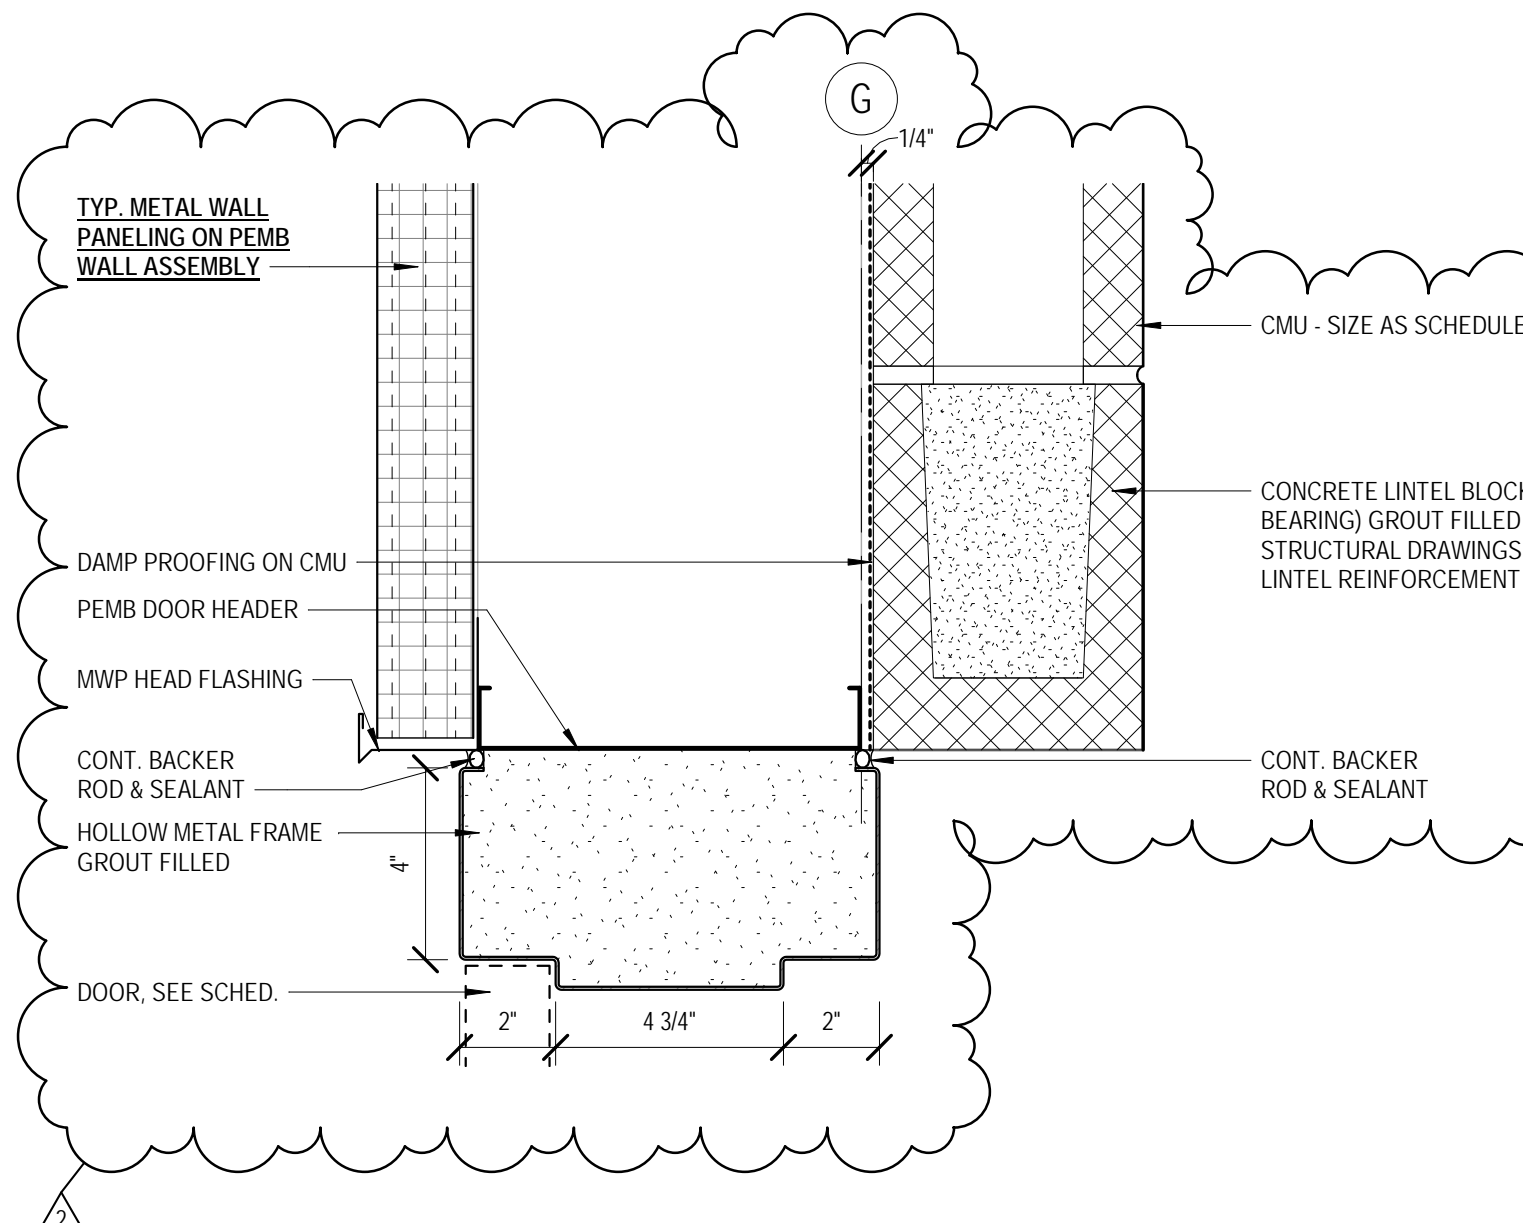 G
1/4"
TYP. METAL WALL
PANELING ON PEMB
WALL ASSEMBLY
CMU - SIZE AS SCHEDULE
CONCRETE LINTEL BLOCK
BEARING) GROUT FILLED
STRUCTURAL DRAWINGS
LINTEL REINFORCEMENT
DAMP PROOFING ON CMU
PEMB DOOR HEADER
MWP HEAD FLASHING
CONT. BACKER
ROD & SEALANT
CONT. BACKER
ROD & SEALANT
HOLLOW METAL FRAME
GROUT FILLED
4"
DOOR, SEE SCHED.
2"
4 3/4"
2"
2